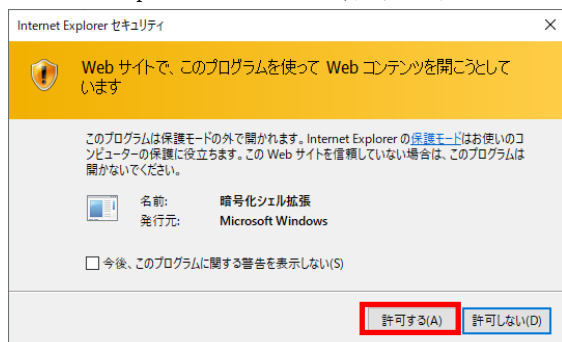 Internet Explorer セキュリティ
Web サイトで、このプログラムを使って Web コンテンツを開こうとして
います
このプログラムは保護モードの外で開かれます。Internet Explorer の保護モードはお使いのコ
ンピューターの保護に役立ちます。この Web サイトを信頼していない場合は、このプログラムは
開かないでください。
名前: 暗号化シェル拡張
発行元: Microsoft Windows
今後、このプログラムに関する警告を表示しない(S)
許可する(A) 許可しない(D)